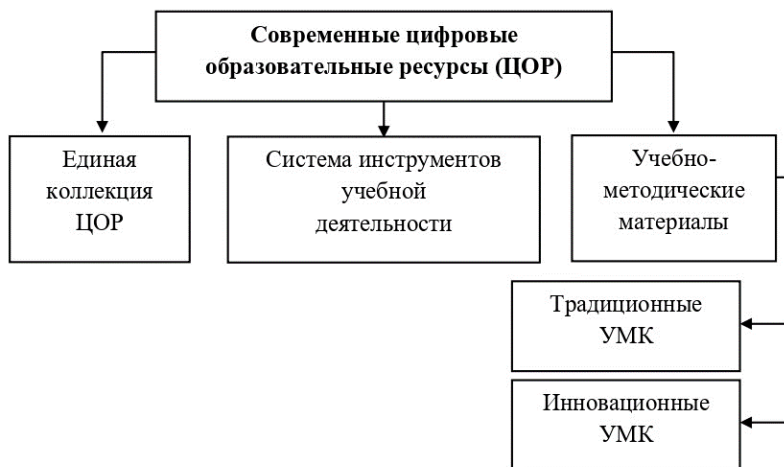 Современные цифровые
образовательные ресурсы (ЦОР)
Единая
коллекция
ЦОР
Система инструментов
учебной
деятельности
Учебно-
методические
материалы
Традиционные
УМК
Инновационные
УМК